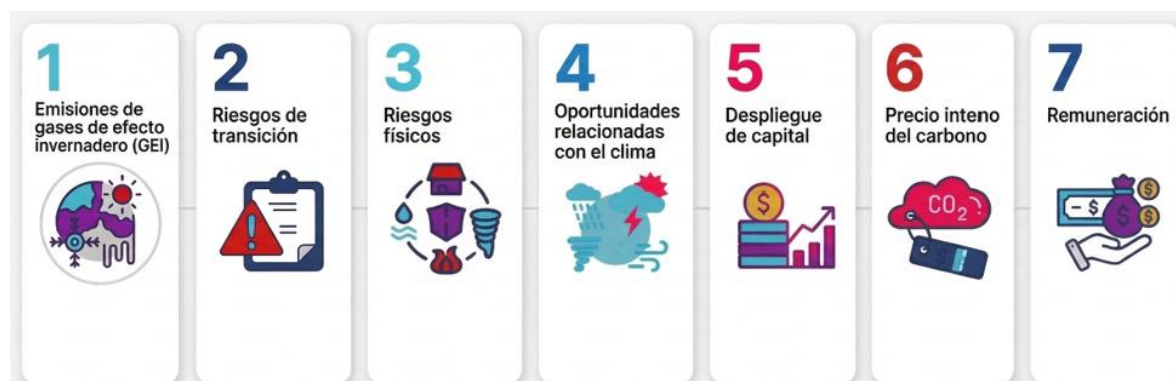 1
Emisiones de
gases de efecto
invernadero (GEI)
2
Riesgos de
transición
3
Riesgos
físicos
4
Oportunidades
relacionadas
con el clima
5
Despliegue
de capital
6
Precio inteno
del carbono
7
Remuneración
$
CO2
- $
$
$
$